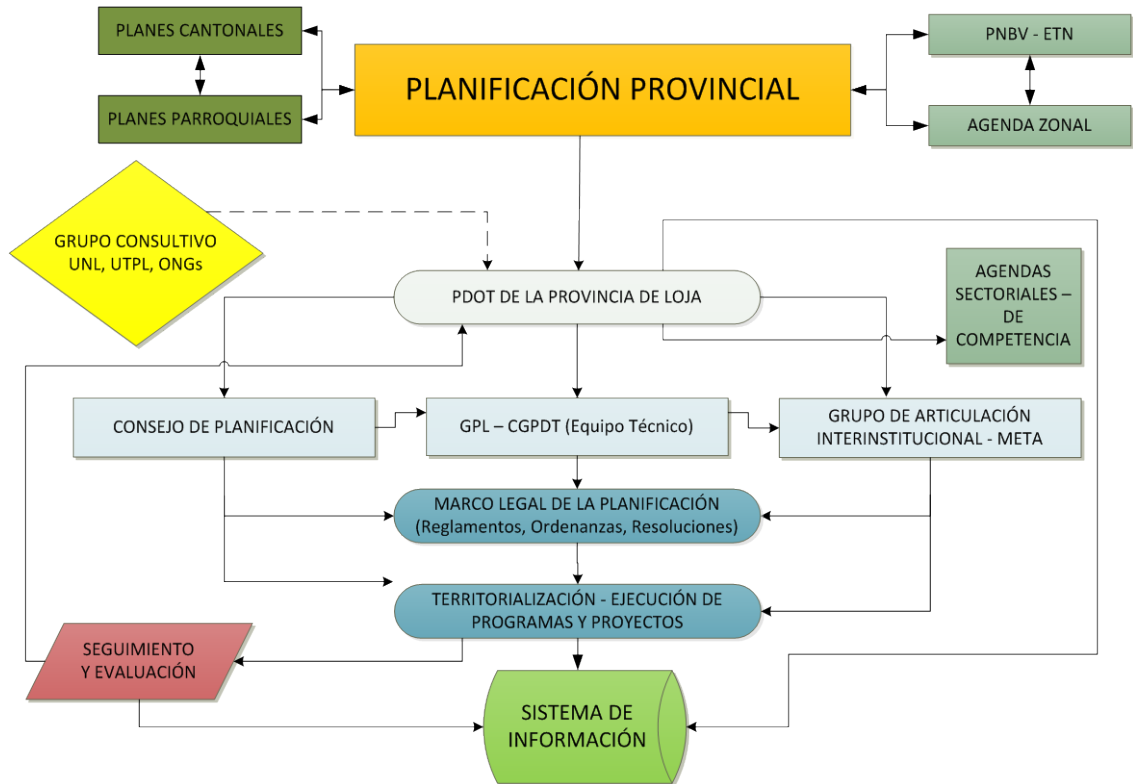 PLANES CANTONALES
PNBV - ETN
PLANIFICACIÓN PROVINCIAL
PLANES PARROQUIALES
AGENDA ZONAL
GRUPO CONSULTIVO
UNL, UTPL, ONGs
AGENDAS
SECTORIALES –
DE
COMPETENCIA
PDOT DE LA PROVINCIA DE LOJA
CONSEJO DE PLANIFICACIÓN
GPL – CGPDT (Equipo Técnico)
GRUPO DE ARTICULACIÓN
INTERINSTITUCIONAL - META
MARCO LEGAL DE LA PLANIFICACIÓN
(Reglamentos, Ordenanzas, Resoluciones)
TERRITORIALIZACIÓN - EJECUCIÓN DE
PROGRAMAS Y PROYECTOS
SEGUIMIENTO
Y EVALUACIÓN
SISTEMA DE
INFORMACIÓN